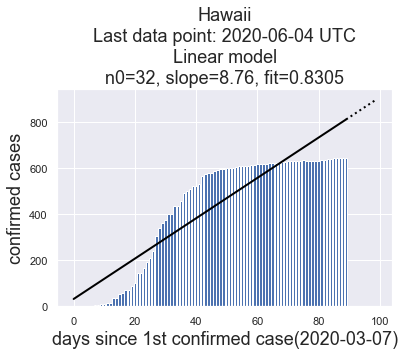 Hawaii
Last data point: 2020-06-04 UTC
Linear model
n0=32, slope=8.76, fit=0.8305
confirmed cases
800
600
400
200
0
0 20 40 60 80 100
days since 1st confirmed case(2020-03-07)